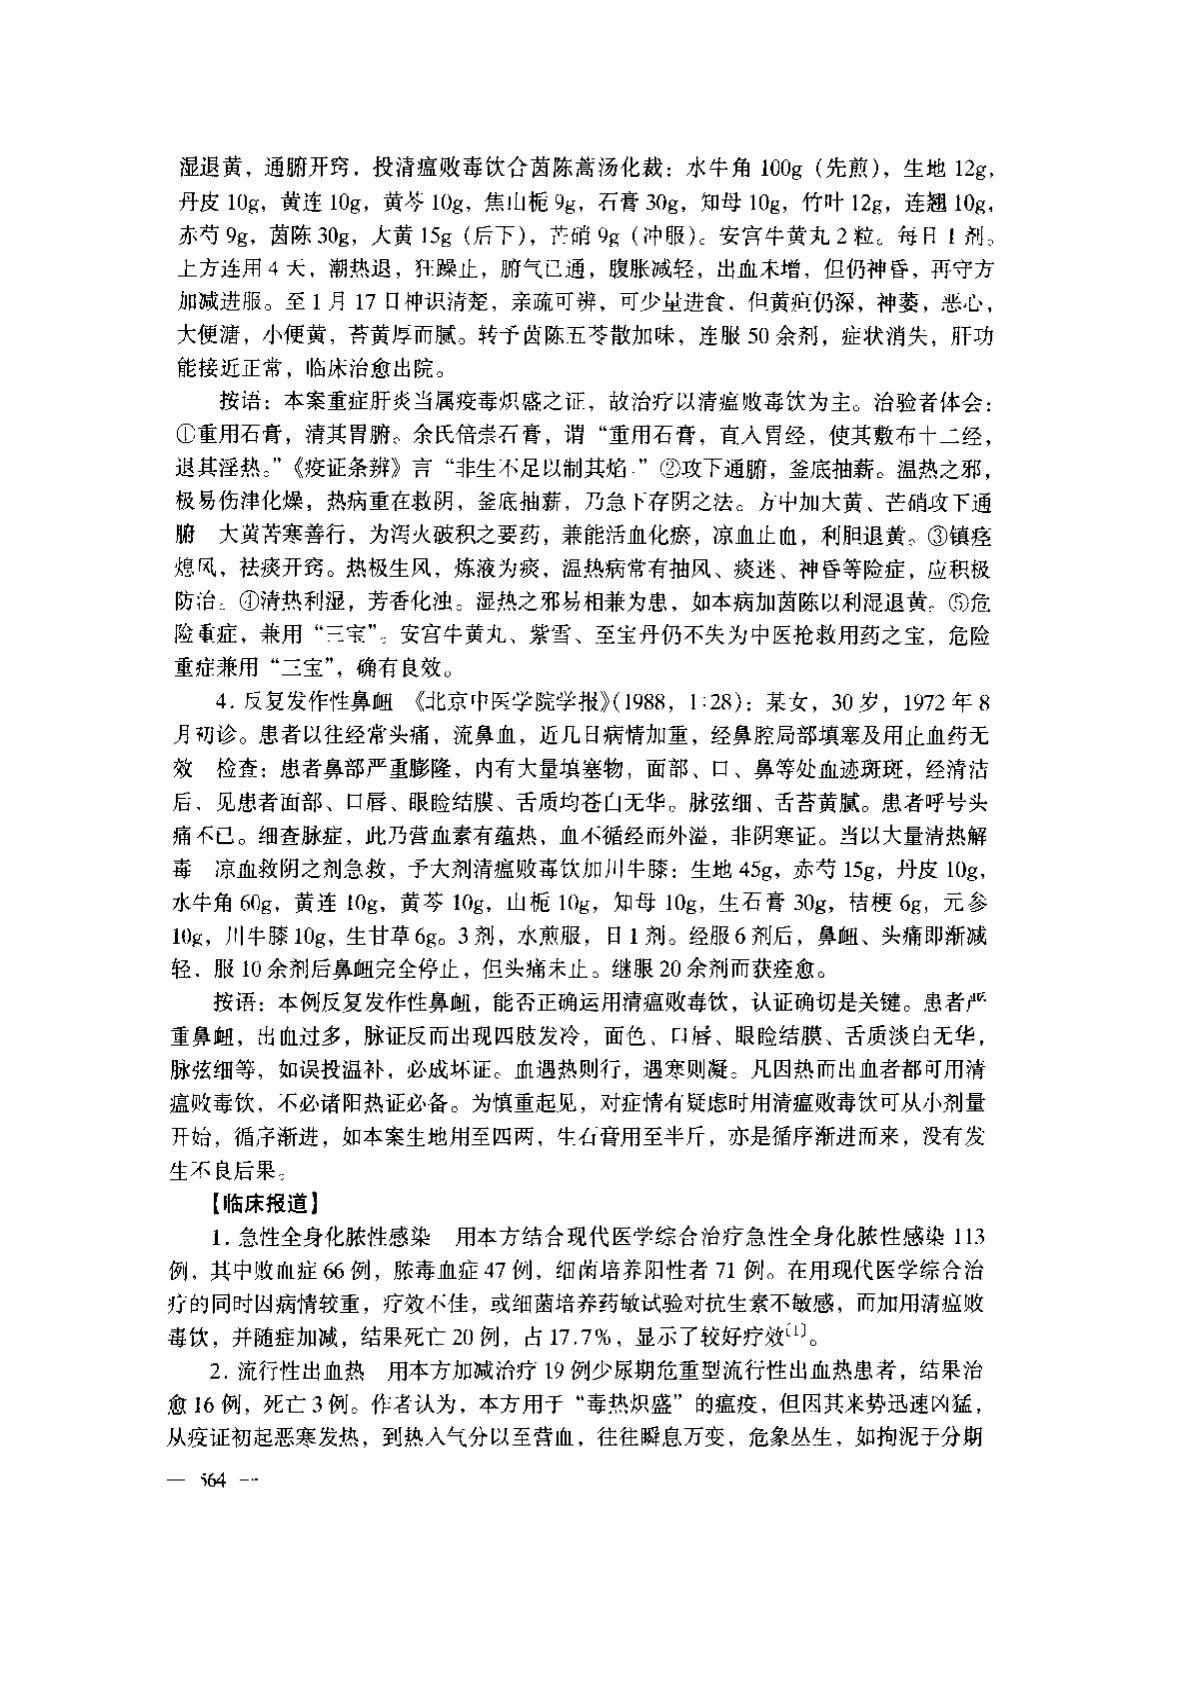 湿退黄，通腑开窍．投清瘟败毒饮合茵陈蒿汤化裁：水牛角 100g（先煎），生地 12g，
丹皮 10g，黄连 10g，黄芩 10g，焦山栀 9g，石膏 30g，知母 10g，竹叶 12g，连翘 10g，
赤芍 9g，茵陈 30g，大黄 15g（后下），芒硝 9g（冲服）。安宫牛黄丸 2 粒。每日 1 剂。
上方连用 4 天，潮热退，狂躁止，腑气已通，腹胀减轻，出血未增，但仍神昏，再守方
加减进服。至 1 月 17 日神识清楚，亲疏可辨，可少量进食．但黄疸仍深，神萎，恶心，
大便溏，小便黄，苔黄厚而腻。转予茵陈五苓散加味，连服 50 余剂，症状消失，肝功
能接近正常，临床治愈出院。
按语：本案重症肝炎当属疫毒炽盛之证，故治疗以清瘟败毒饮为主。治验者体会：
①重用石膏，清其胃腑。余氏倍崇石膏，谓“重用石膏，直入胃经，使其敷布十二经，
退其淫热。”《疫证条辨》言“非生不足以制其焰．”②攻下通腑，釜底抽薪。温热之邪，
极易伤津化燥，热病重在救阴，釜底抽薪，乃急下存阴之法。方中加大黄、芒硝攻下通
腑　大黄苦寒善行，为泻火破积之要药，兼能活血化瘀，凉血止血，利胆退黄。③镇痉
熄风，祛痰开窍。热极生风，炼液为痰，温热病常有抽风、痰迷、神昏等险症，应积极
防治。④清热利湿，芳香化浊。湿热之邪易相兼为患，如本病加茵陈以利湿退黄。⑤危
险重症，兼用“三宝”。安宫牛黄丸、紫雪、至宝丹仍不失为中医抢救用药之宝，危险
重症兼用“三宝”，确有良效。
4. 反复发作性鼻衄　《北京中医学院学报》(1988，1:28)：某女，30 岁，1972 年 8
月初诊。患者以往经常头痛，流鼻血，近几日病情加重，经鼻腔局部填塞及用止血药无
效　检查：患者鼻部严重膨隆，内有大量填塞物，面部、口、鼻等处血迹斑斑，经清洁
后．见患者面部、口唇、眼睑结膜、舌质均苍白无华。脉弦细、舌苔黄腻。患者呼号头
痛不已。细查脉症，此乃营血素有蕴热，血不循经而外溢，非阴寒证。当以大量清热解
毒　凉血救阴之剂急救，予大剂清瘟败毒饮加川牛膝：生地 45g，赤芍 15g，丹皮 10g，
水牛角 60g，黄连 10g，黄芩 10g，山栀 10g，知母 10g，生石膏 30g，桔梗 6g，元参
10g，川牛膝 10g，生甘草 6g。3 剂，水煎服，日 1 剂。经服 6 剂后，鼻衄、头痛即渐减
轻．服 10 余剂后鼻衄完全停止，但头痛未止。继服 20 余剂而获痊愈。
按语：本例反复发作性鼻衄，能否正确运用清瘟败毒饮，认证确切是关键。患者严
重鼻衄，出血过多，脉证反而出现四肢发冷，面色、口唇、眼睑结膜、舌质淡白无华，
脉弦细等，如误投温补，必成坏证。血遇热则行，遇寒则凝。凡因热而出血者都可用清
瘟败毒饮，不必诸阳热证必备。为慎重起见，对症情有疑虑时用清瘟败毒饮可从小剂量
开始，循序渐进，如本案生地用至四两，生石膏用至半斤，亦是循序渐进而来，没有发
生不良后果。
【临床报道】
1. 急性全身化脓性感染　用本方结合现代医学综合治疗急性全身化脓性感染 113
例，其中败血症 66 例，脓毒血症 47 例，细菌培养阳性者 71 例。在用现代医学综合治
疗的同时因病情较重，疗效不佳，或细菌培养药敏试验对抗生素不敏感，而加用清瘟败
毒饮，并随症加减，结果死亡 20 例，占 17.7%，显示了较好疗效〔1〕。
2. 流行性出血热　用本方加减治疗 19 例少尿期危重型流行性出血热患者，结果治
愈 16 例，死亡 3 例。作者认为，本方用于“毒热炽盛”的瘟疫，但因其来势迅速凶猛，
从疫证初起恶寒发热，到热入气分以至营血，往往瞬息万变，危象丛生，如拘泥于分期
— 564 —